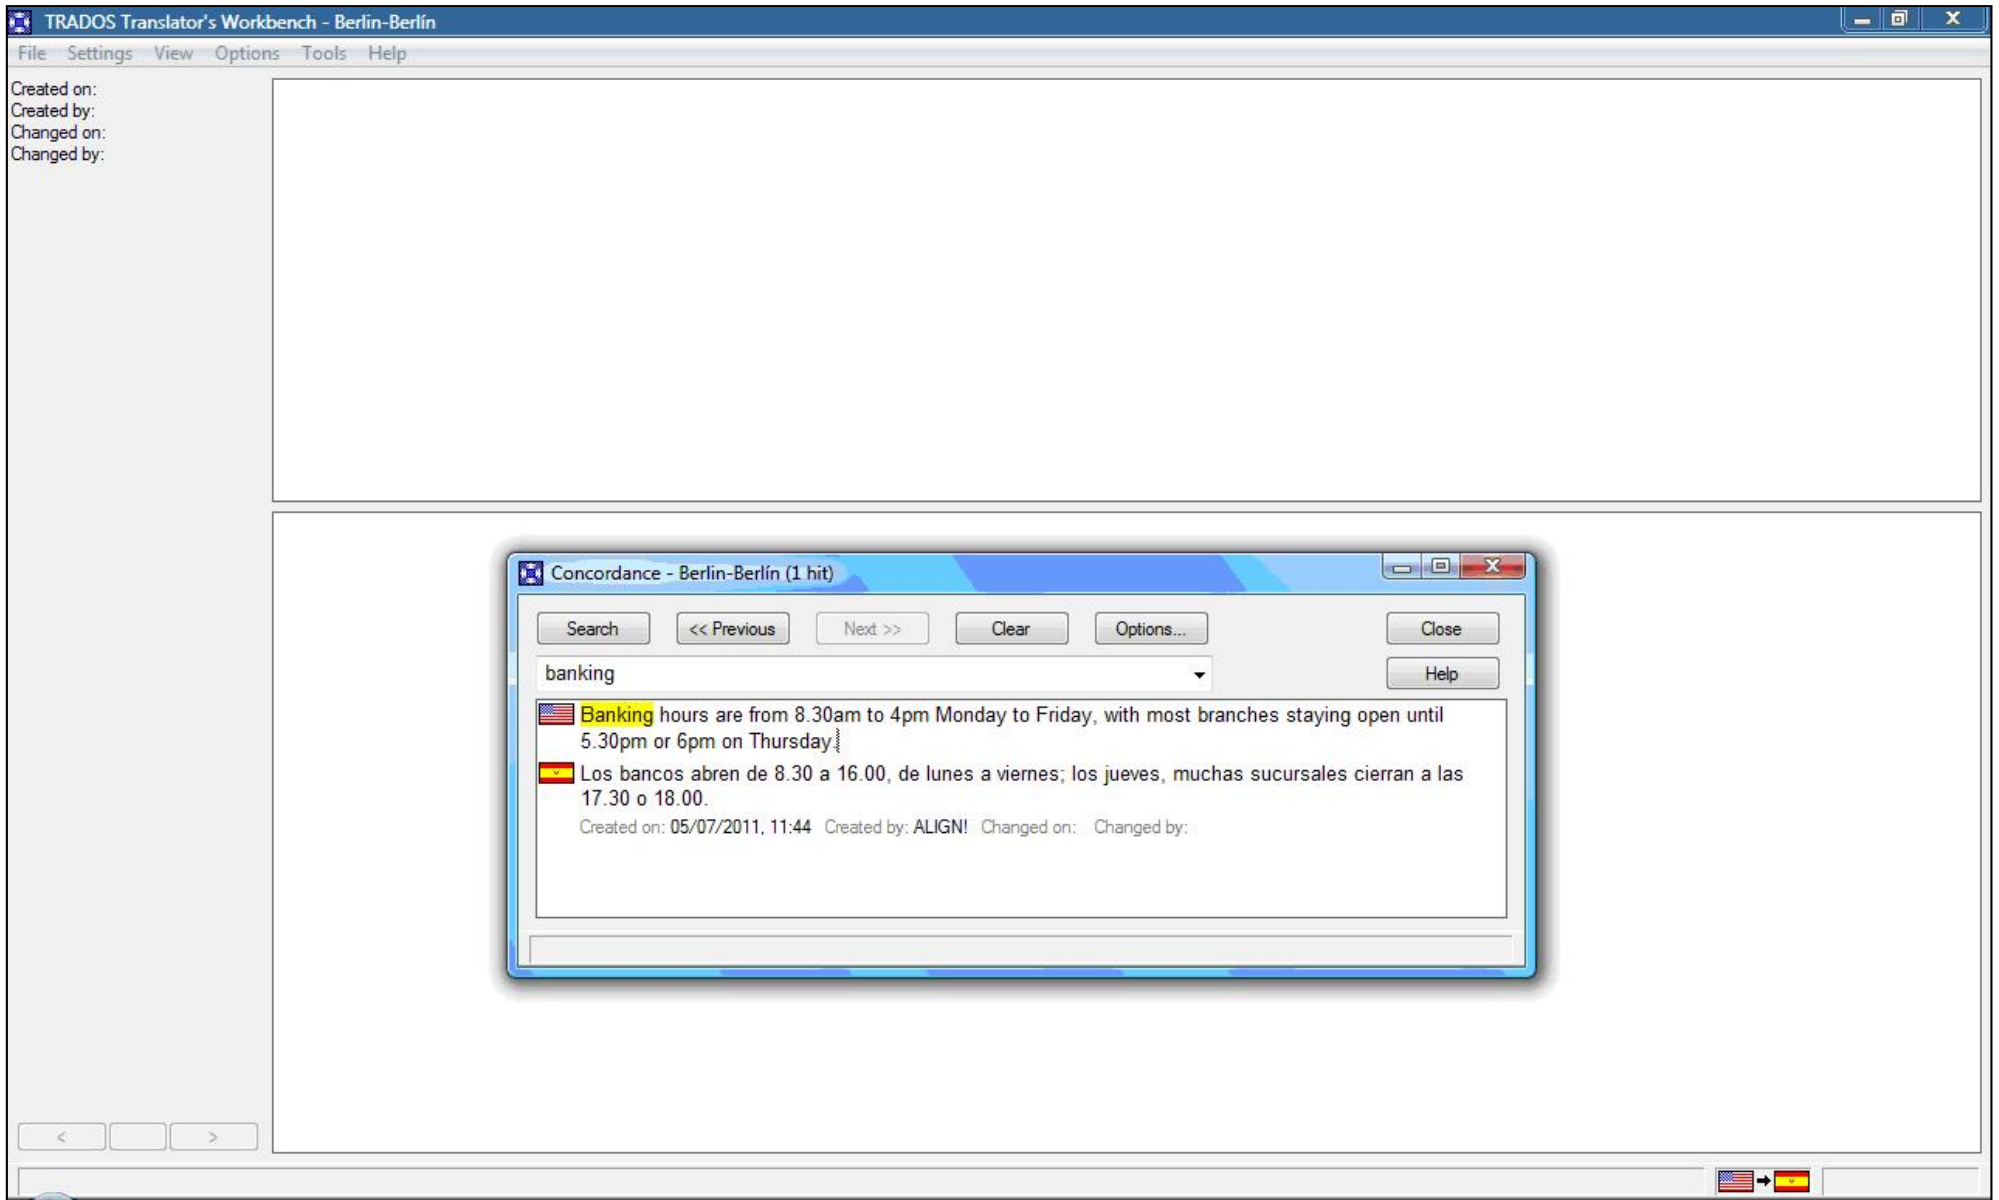 TRADOS Translator's Workbench - Berlin-Berlín
File Settings View Options Tools Help
Created on:
Created by:
Changed on:
Changed by:
Concordance - Berlin-Berlín (1 hit)
Search << Previous Next >> Clear Options... Close
banking Help
Banking hours are from 8.30am to 4pm Monday to Friday, with most branches staying open until
5.30pm or 6pm on Thursday.
Los bancos abren de 8.30 a 16.00, de lunes a viernes; los jueves, muchas sucursales cierran a las
17.30 o 18.00.
Created on: 05/07/2011, 11:44 Created by: ALIGN! Changed on: Changed by:
< >